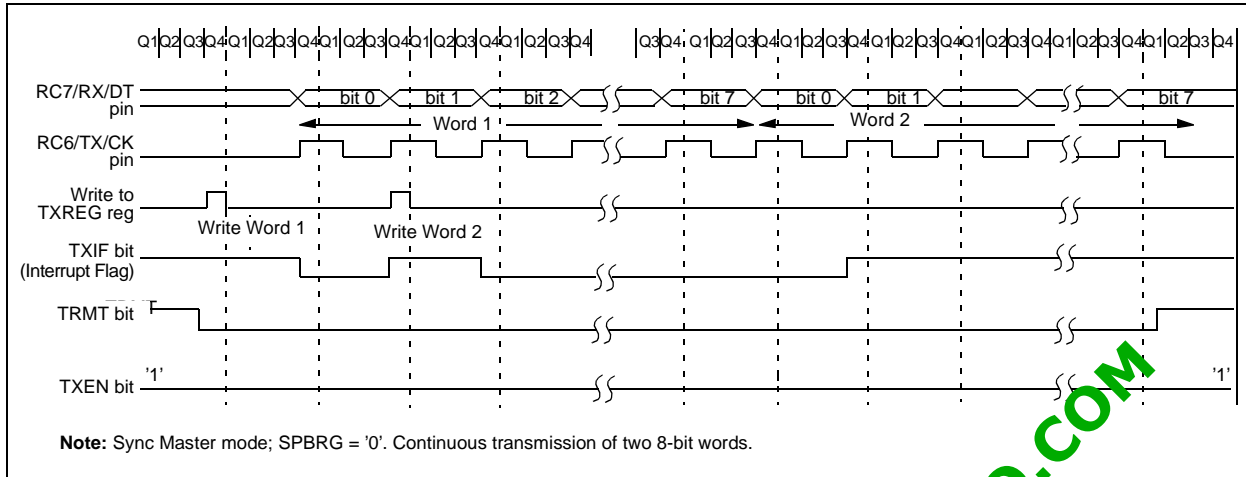 Q1 Q2 Q3 Q4 Q1 Q2 Q3 Q4 Q1 Q2 Q3 Q4 Q1 Q2 Q3 Q4 Q1 Q2 Q3 Q4 Q3 Q4 Q1 Q2 Q3 Q4 Q1 Q2 Q3 Q4 Q1 Q2 Q3 Q4 Q1 Q2 Q3 Q4 Q1 Q2 Q3 Q4 Q1 Q2 Q3 Q4
RC7/RX/DT
pin
bit 0 bit 1 bit 2 bit 7 bit 0 bit 1 bit 7
Word 1 Word 2
RC6/TX/CK
pin
Write to
TXREG reg
Write Word 1 Write Word 2
TXIF bit
(Interrupt Flag)
TRMT bit
TXEN bit '1' '1'
Note: Sync Master mode; SPBRG = '0'. Continuous transmission of two 8-bit words.
.COM